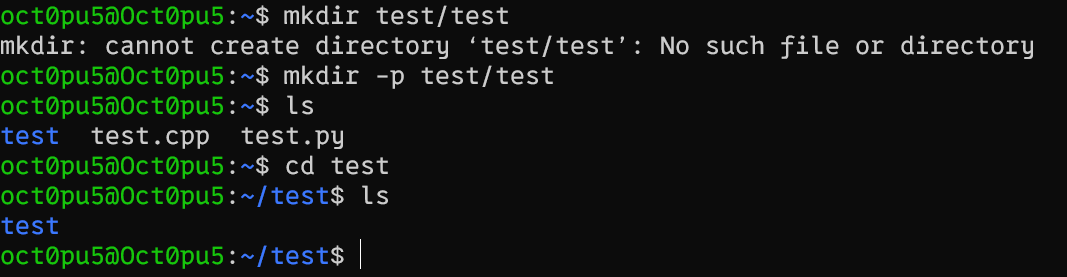 oct0pu5@Oct0pu5:~$ mkdir test/test
mkdir: cannot create directory ‘test/test’: No such file or directory
oct0pu5@Oct0pu5:~$ mkdir -p test/test
oct0pu5@Oct0pu5:~$ ls
test  test.cpp  test.py
oct0pu5@Oct0pu5:~$ cd test
oct0pu5@Oct0pu5:~/test$ ls
test
oct0pu5@Oct0pu5:~/test$